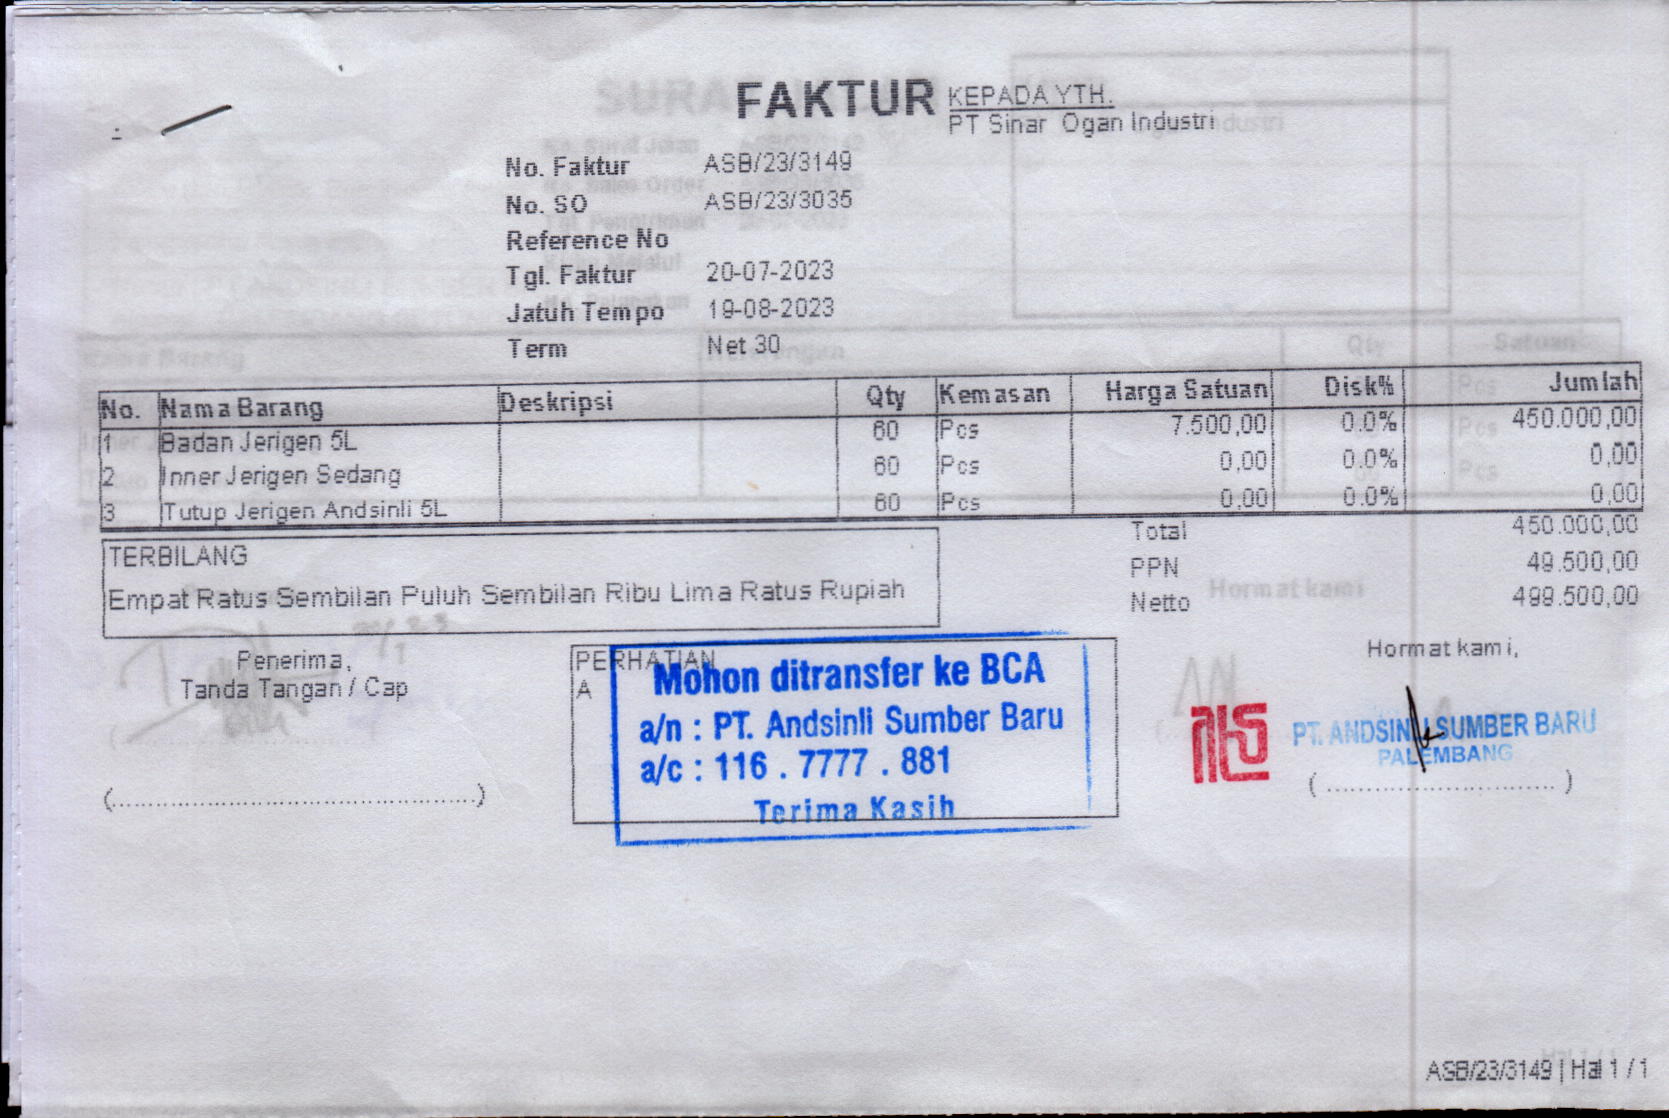 FAKTUR
KEPADA YTH.
PT Sinar Ogan Industri
No. Faktur ASB/23/3149
No. SO ASB/23/3035
Reference No
Tgl. Faktur 20-07-2023
Jatuh Tempo 19-08-2023
Term Net 30
No. Nama Barang Deskripsi Qty Kemasan Harga Satuan Disk% Jumlah
1 Badan Jerigen 5L 60 Pcs 7.500,00 0.0% 450.000,00
2 Inner Jerigen Sedang 60 Pcs 0,00 0.0% 0,00
3 Tutup Jerigen Andsinli 5L 60 Pcs 0,00 0.0% 0,00
Total 450.000,00
PPN 49.500,00
Netto 499.500,00
TERBILANG
Empat Ratus Sembilan Puluh Sembilan Ribu Lima Ratus Rupiah
Penerima,
Tanda Tangan / Cap
(..............................................)
PERHATIAN
A
Mohon ditransfer ke BCA
a/n : PT. Andsinli Sumber Baru
a/c : 116 . 7777 . 881
Terima Kasih
Hormat kami,
PT. ANDSINLI SUMBER BARU
PALEMBANG
(.............................)
ASB/23/3149 | Hal 1 / 1